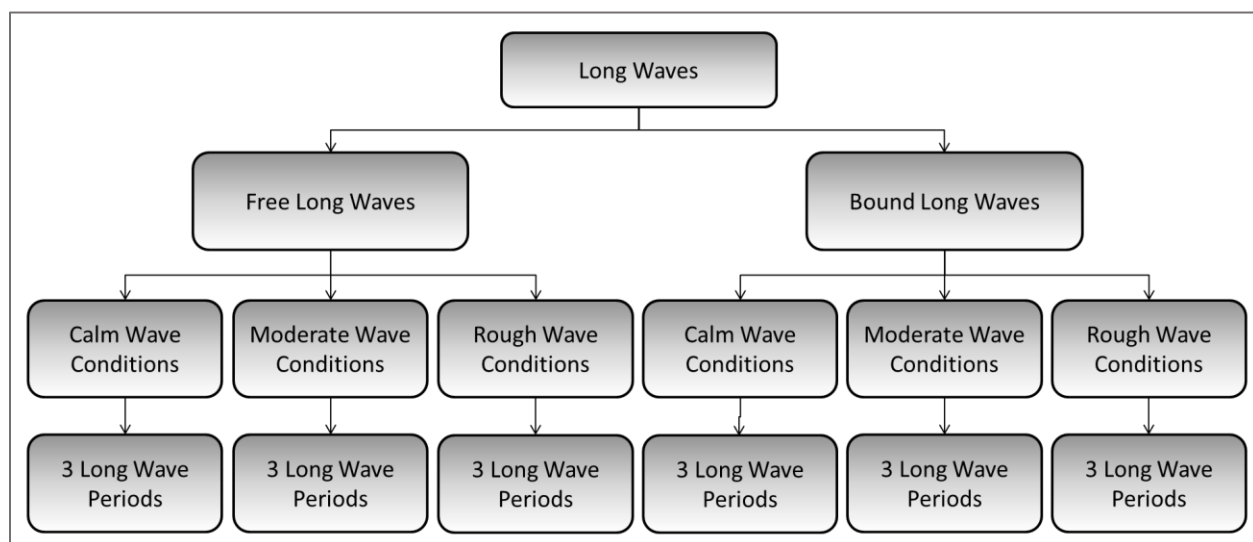 Long Waves
Free Long Waves
Bound Long Waves
Calm Wave
Conditions
Moderate Wave
Conditions
Rough Wave
Conditions
Calm Wave
Conditions
Moderate Wave
Conditions
Rough Wave
Conditions
3 Long Wave
Periods
3 Long Wave
Periods
3 Long Wave
Periods
3 Long Wave
Periods
3 Long Wave
Periods
3 Long Wave
Periods